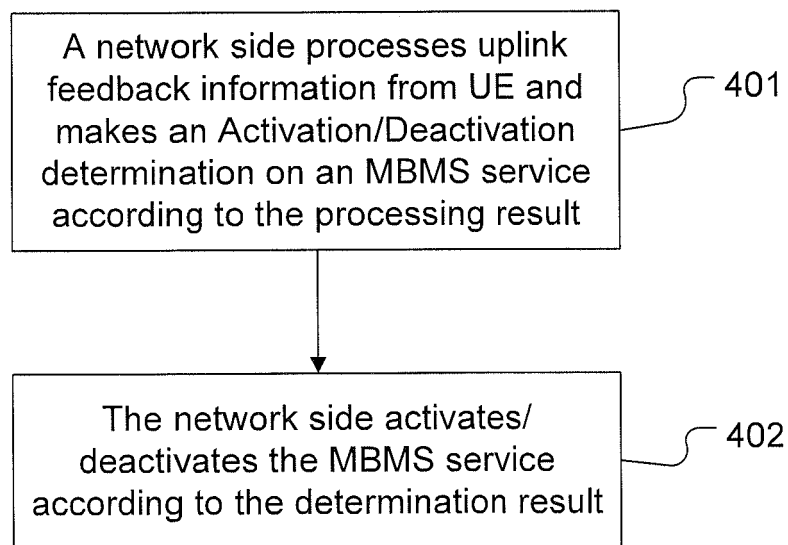 A network side processes uplink
feedback information from UE and
makes an Activation/Deactivation
determination on an MBMS service
according to the processing result
401
The network side activates/
deactivates the MBMS service
according to the determination result
402